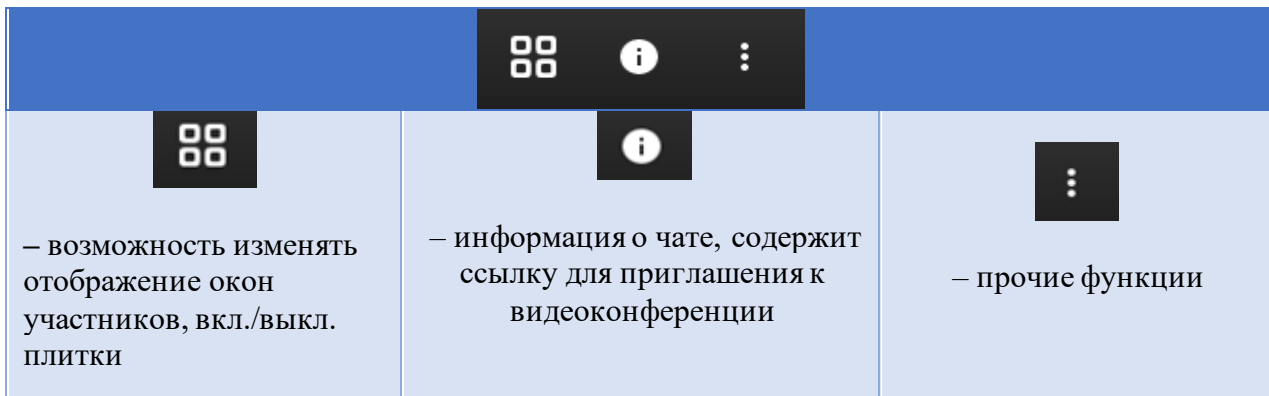 – возможность изменять
отображение окон
участников, вкл./выкл.
плитки
– информация о чате, содержит
ссылку для приглашения к
видеоконференции
– прочие функции